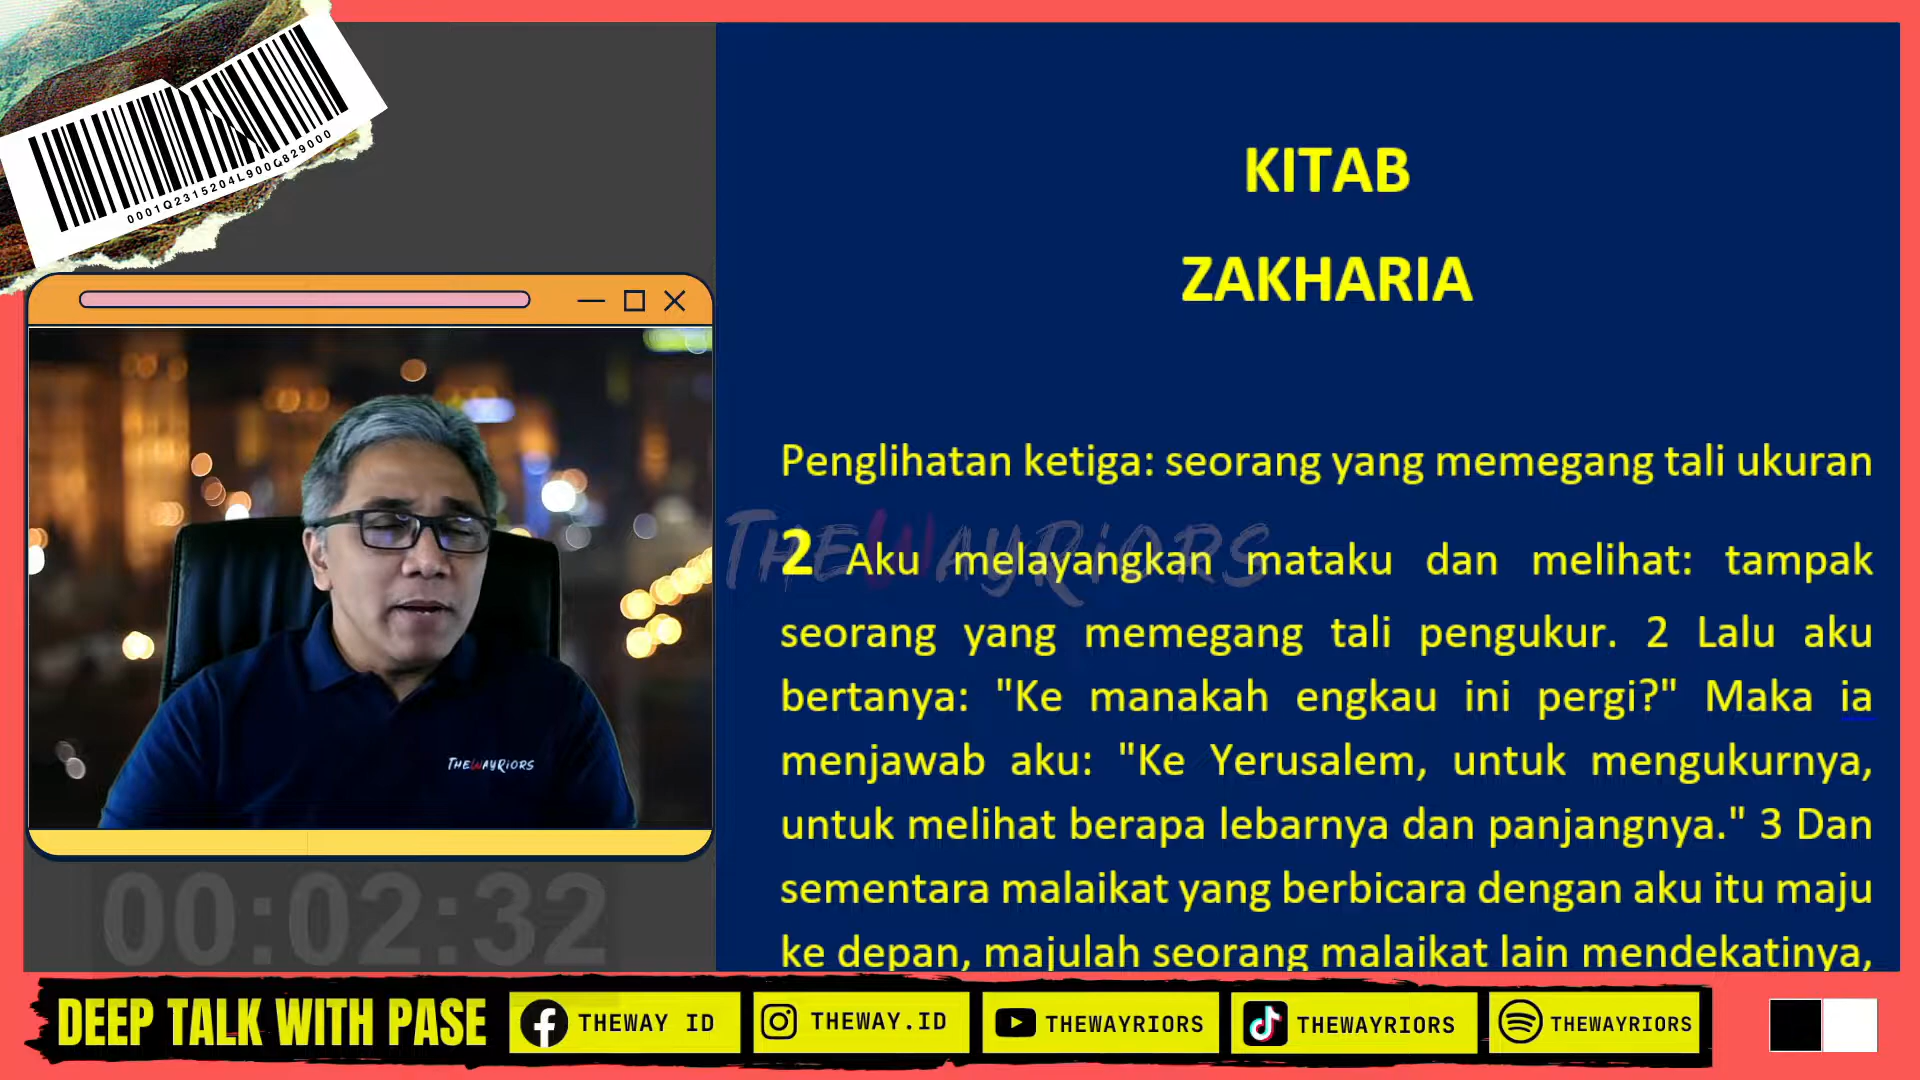 0001Q2315204L900G829000
KITAB
ZAKHARIA
Penglihatan ketiga: seorang yang memegang tali ukuran
2 Aku melayangkan mataku dan melihat: tampak
seorang yang memegang tali pengukur. 2 Lalu aku
bertanya: "Ke manakah engkau ini pergi?" Maka ia
menjawab aku: "Ke Yerusalem, untuk mengukurnya,
untuk melihat berapa lebarnya dan panjangnya." 3 Dan
sementara malaikat yang berbicara dengan aku itu maju
ke depan, majulah seorang malaikat lain mendekatinya,
THEWAYRIORS
THEWAYRIORS
00:02:32
DEEP TALK WITH PASE
THEWAY ID
THEWAY.ID
THEWAYRIORS
THEWAYRIORS
THEWAYRIORS